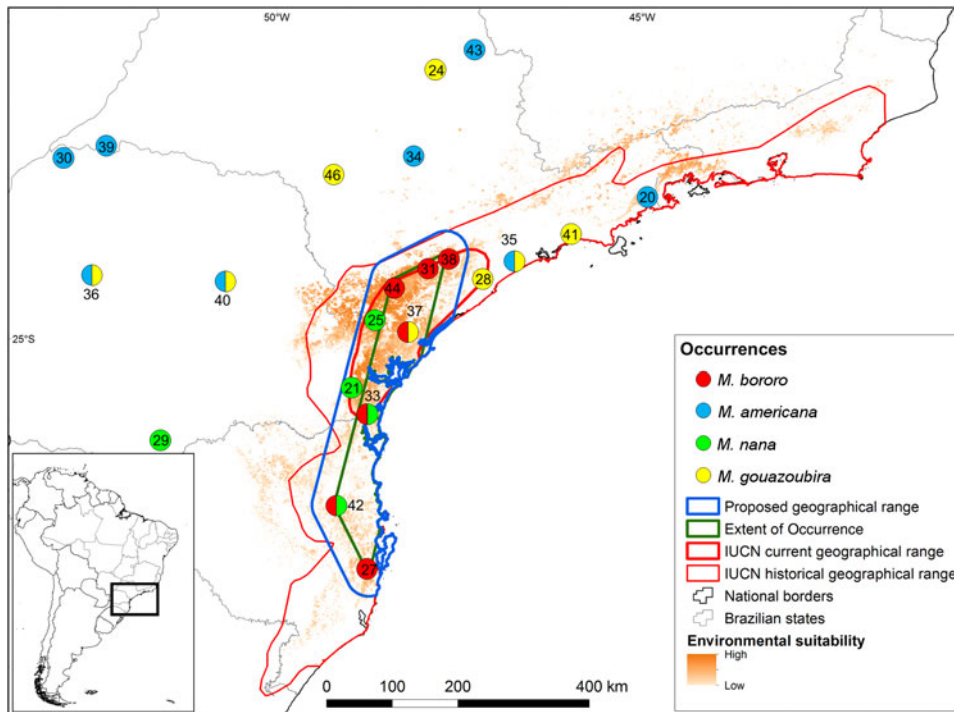 50°W 45°W
43
24
39
30
34
46
20
41
35
38
31
28
36
40
44
37
25
25°S
21
33
29
42
27
Occurrences
M. bororo
M. americana
M. nana
M. gouazoubira
Proposed geographical range
Extent of Occurrence
IUCN current geographical range
IUCN historical geographical range
National borders
Brazilian states
Environmental suitability
High
Low
0 100 200 400 km